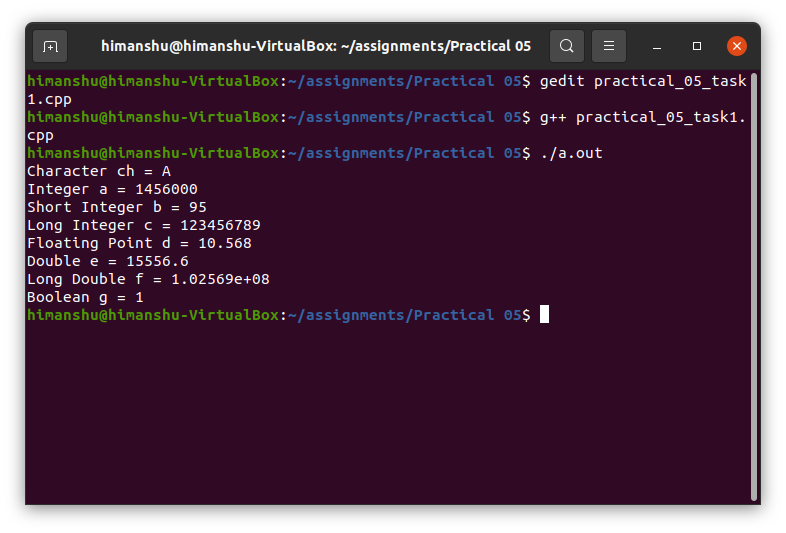 himanshu@himanshu-VirtualBox: ~/assignments/Practical 05
himanshu@himanshu-VirtualBox:~/assignments/Practical 05$ gedit practical_05_task
1.cpp
himanshu@himanshu-VirtualBox:~/assignments/Practical 05$ g++ practical_05_task1.
cpp
himanshu@himanshu-VirtualBox:~/assignments/Practical 05$ ./a.out
Character ch = A
Integer a = 1456000
Short Integer b = 95
Long Integer c = 123456789
Floating Point d = 10.568
Double e = 15556.6
Long Double f = 1.02569e+08
Boolean g = 1
himanshu@himanshu-VirtualBox:~/assignments/Practical 05$